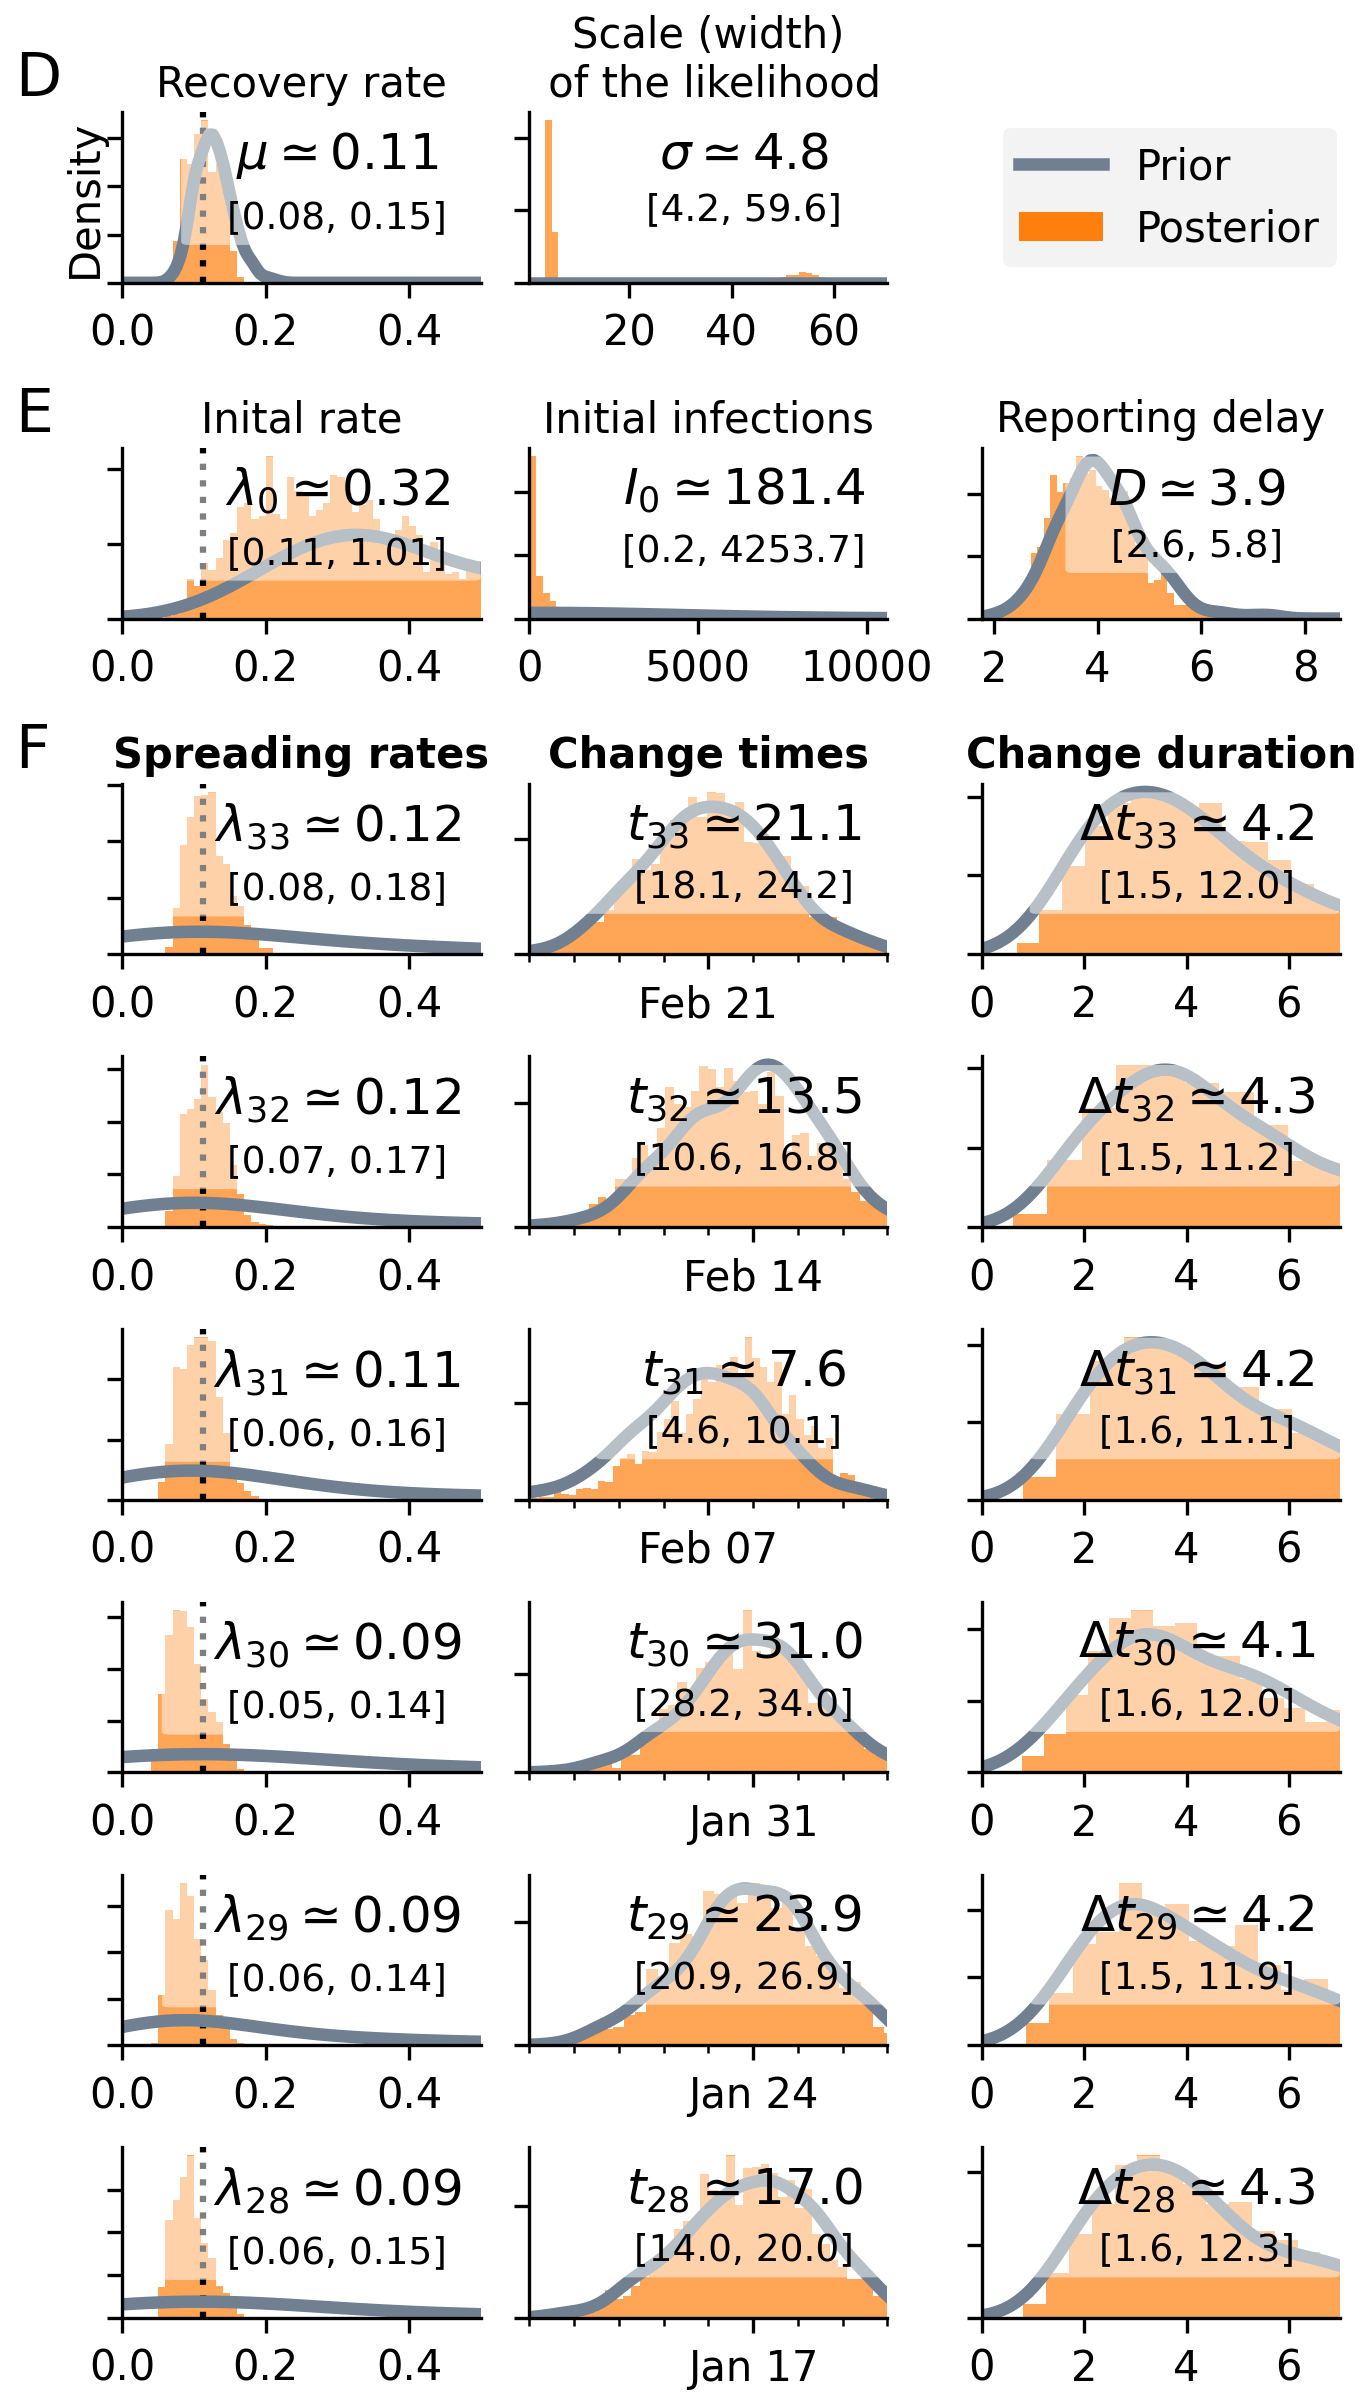 D
Recovery rate
Scale (width)
of the likelihood
Density
μ ≃ 0.11
[0.08, 0.15]
0.0 0.2 0.4
σ ≃ 4.8
[4.2, 59.6]
20 40 60
Prior
Posterior
E
Inital rate
λ0 ≃ 0.32
[0.11, 1.01]
0.0 0.2 0.4
Initial infections
I0 ≃ 181.4
[0.2, 4253.7]
0 5000 10000
Reporting delay
D ≃ 3.9
[2.6, 5.8]
2 4 6 8
F
Spreading rates
Change times
Change duration
λ33 ≃ 0.12
[0.08, 0.18]
0.0 0.2 0.4
t33 ≃ 21.1
[18.1, 24.2]
Feb 21
Δt33 ≃ 4.2
[1.5, 12.0]
0 2 4 6
λ32 ≃ 0.12
[0.07, 0.17]
0.0 0.2 0.4
t32 ≃ 13.5
[10.6, 16.8]
Feb 14
Δt32 ≃ 4.3
[1.5, 11.2]
0 2 4 6
λ31 ≃ 0.11
[0.06, 0.16]
0.0 0.2 0.4
t31 ≃ 7.6
[4.6, 10.1]
Feb 07
Δt31 ≃ 4.2
[1.6, 11.1]
0 2 4 6
λ30 ≃ 0.09
[0.05, 0.14]
0.0 0.2 0.4
t30 ≃ 31.0
[28.2, 34.0]
Jan 31
Δt30 ≃ 4.1
[1.6, 12.0]
0 2 4 6
λ29 ≃ 0.09
[0.06, 0.14]
0.0 0.2 0.4
t29 ≃ 23.9
[20.9, 26.9]
Jan 24
Δt29 ≃ 4.2
[1.5, 11.9]
0 2 4 6
λ28 ≃ 0.09
[0.06, 0.15]
0.0 0.2 0.4
t28 ≃ 17.0
[14.0, 20.0]
Jan 17
Δt28 ≃ 4.3
[1.6, 12.3]
0 2 4 6